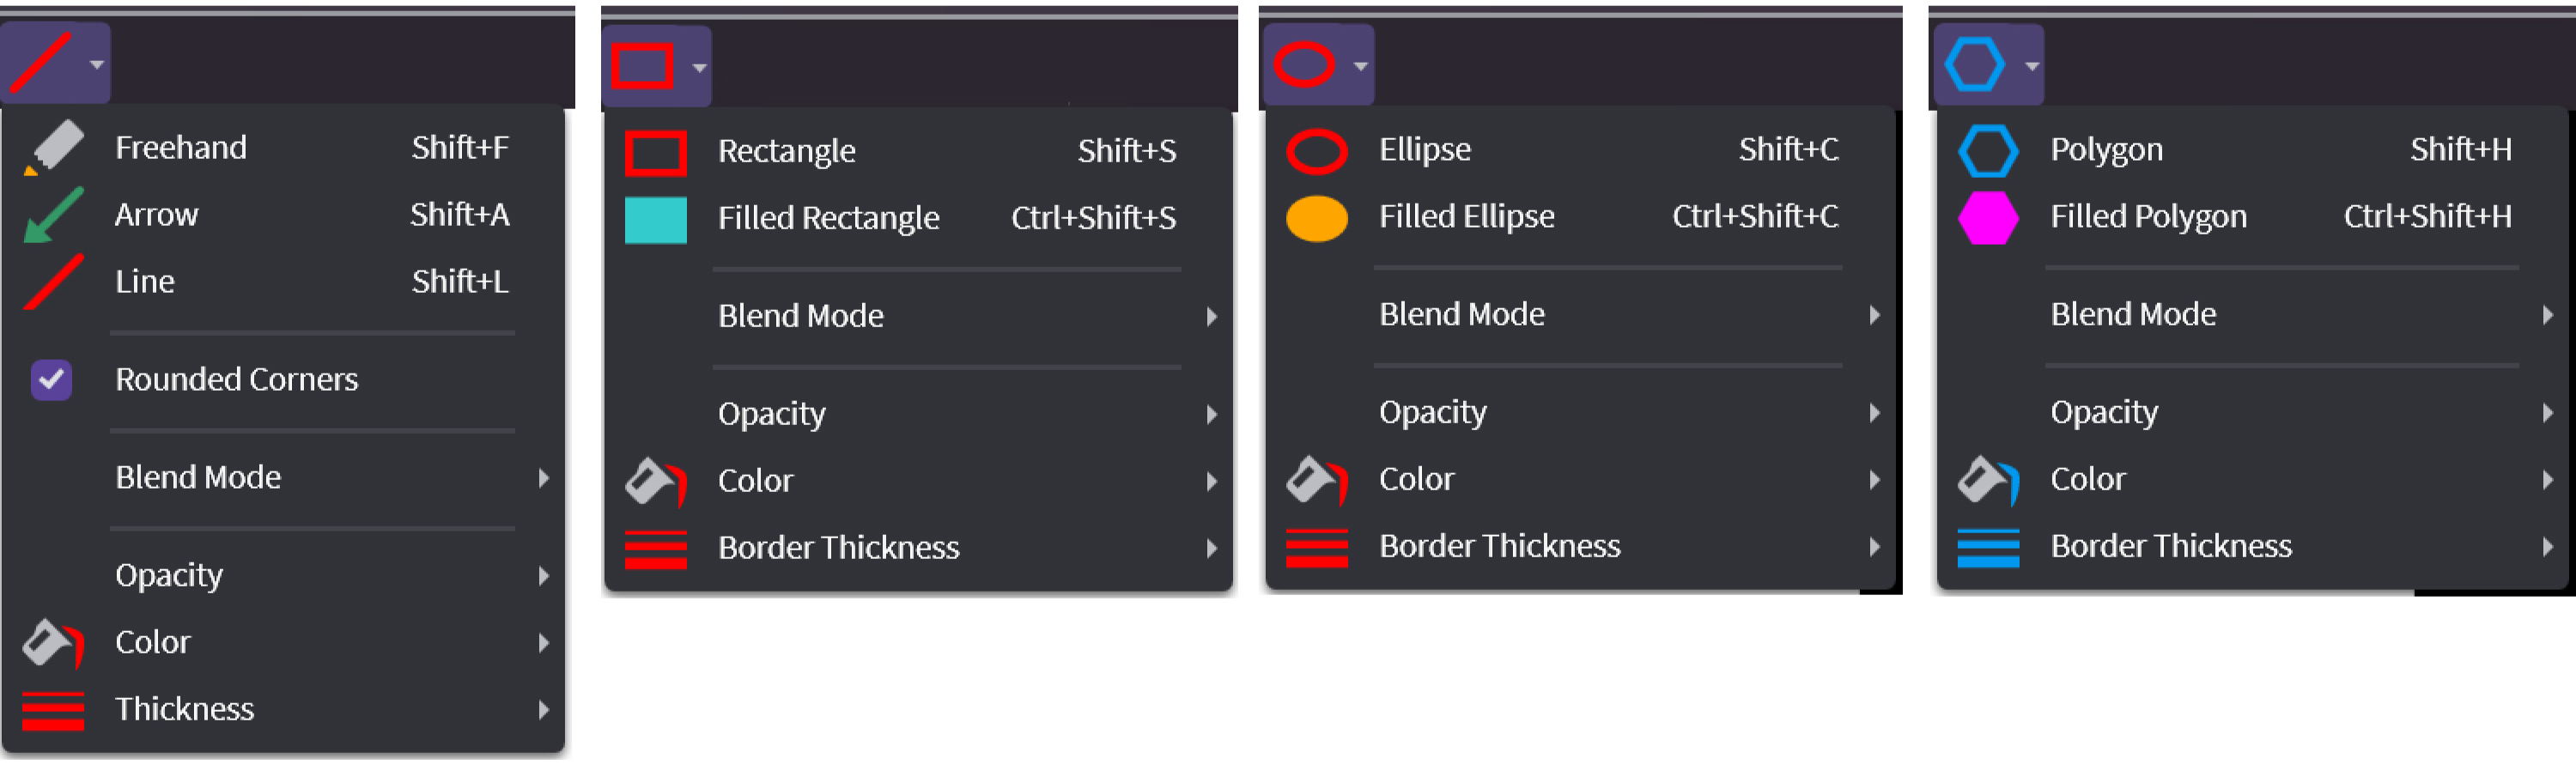 Freehand Shift+F
Arrow Shift+A
Line Shift+L
Rounded Corners
Blend Mode
Opacity
Color
Thickness
Rectangle Shift+S
Filled Rectangle Ctrl+Shift+S
Blend Mode
Opacity
Color
Border Thickness
Ellipse Shift+C
Filled Ellipse Ctrl+Shift+C
Blend Mode
Opacity
Color
Border Thickness
Polygon Shift+H
Filled Polygon Ctrl+Shift+H
Blend Mode
Opacity
Color
Border Thickness